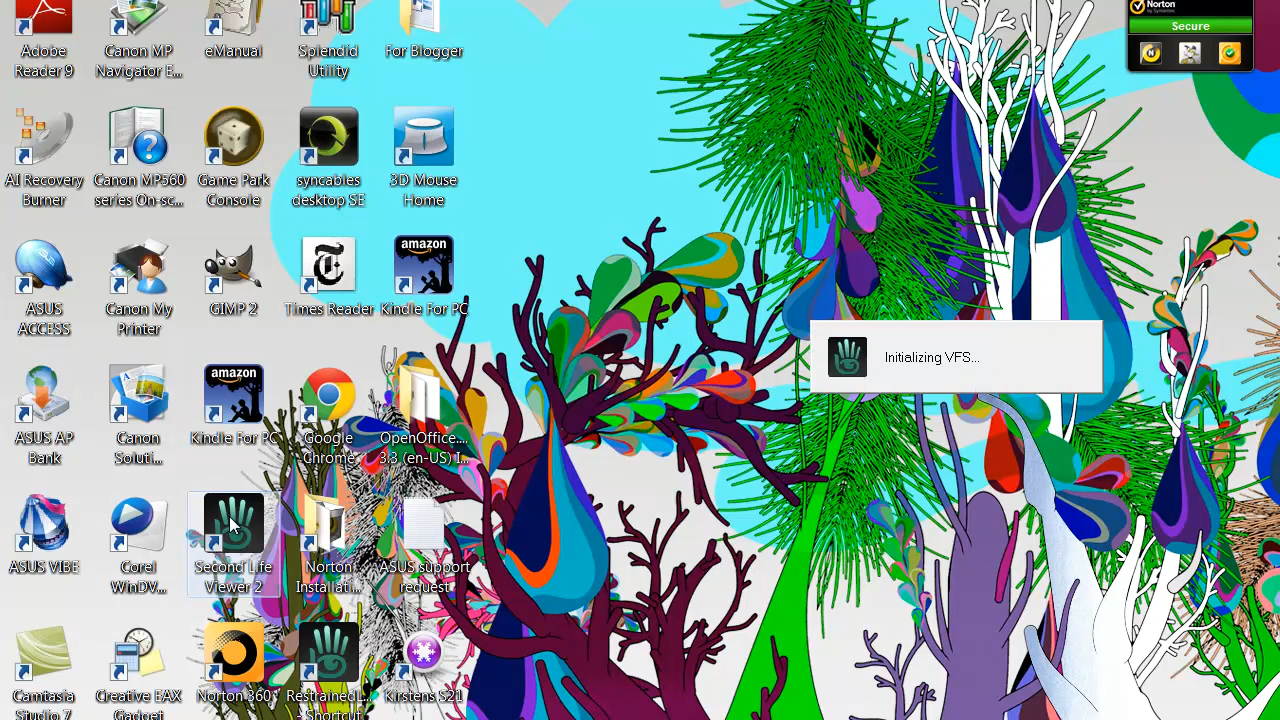 Adobe
Reader 9
Canon MP
Navigator E...
eManual
Splendid
Utility
For Blogger
Norton
by Symantec
Secure
AI Recovery
Burner
Canon MP560
series On-sc...
Game Park
Console
syncables
desktop SE
3D Mouse
Home
ASUS
ACCESS
Canon My
Printer
GIMP 2
Times Reader
amazon
Kindle For PC
Initializing VFS...
ASUS AP
Bank
Canon
Soluti...
amazon
Kindle For PC
Google
Chrome
OpenOffice....
3.3 (en-US) I...
ASUS VIBE
Corel
WinDV...
Second Life
Viewer 2
Norton
Installati...
ASUS support
request
Camtasia
Studio 7
Creative EAX
Gadget
Norton 360
RestrainedL...
- Shortcut
Kirstens S21